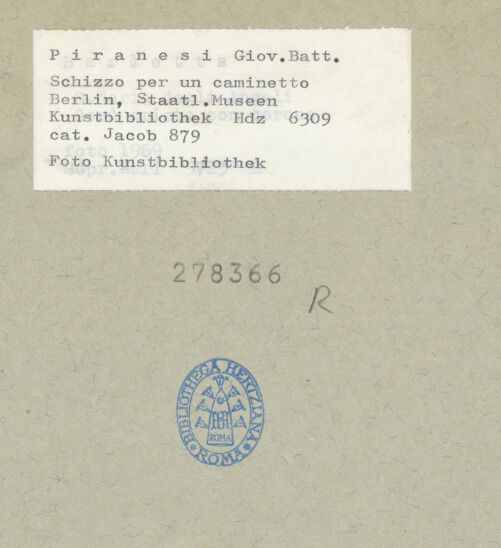 P i r a n e s i Giov.Batt.
Schizzo per un caminetto
Berlin, Staatl.Museen
Kunstbibliothek Hdz 6309
cat. Jacob 879
Foto Kunstbibliothek
278366
R
BIBLIOTHECA HERTZIANA
ROMA
ROMA